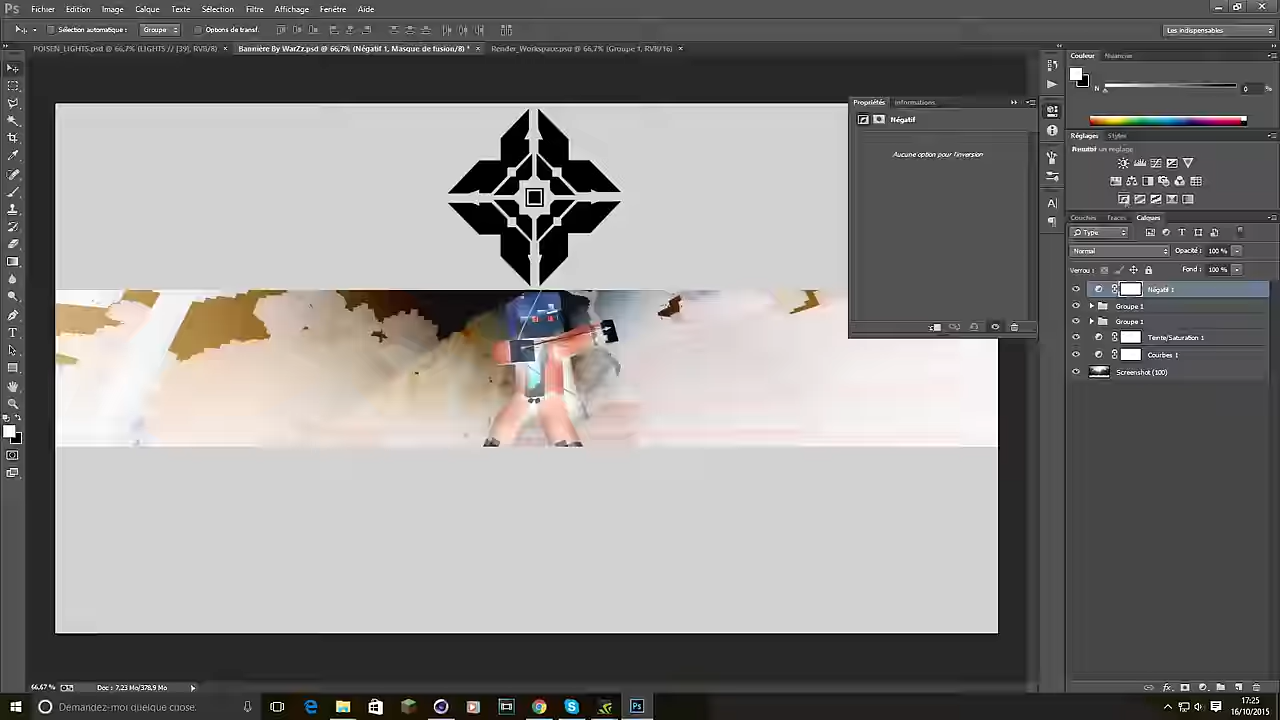 Ps Fichier Edition Image Calque Texte Sélection Filtre Affichage Fenêtre Aide
Sélection automatique : Groupe Options de transf. Les indispensables
POISEN_LIGHTS.psd @ 66,7% (LIGHTS // [39], RVB/8) × Bannière By WarZz.psd @ 66,7% (Négatif 1, Masque de fusion/8) * × Render_Workspace.psd @ 66,7% (Groupe 1, RVB/16) ×
Couleur Nuancier
N 0 %
Propriétés Informations
Négatif
Aucune option pour l'inversion
Réglages Styles
un réglage
Couches Tracés Calques
Type
Normal Opacité : 100 %
Verrou : Fond : 100 %
Négatif 1
Groupe 1
Groupe 1
Teinte/Saturation 1
Courbes 1
Screenshot (100)
66,67 % Doc : 7,23 Mo/378,9 Mo
Demandez-moi quelque chose.
17:25
16/10/2015